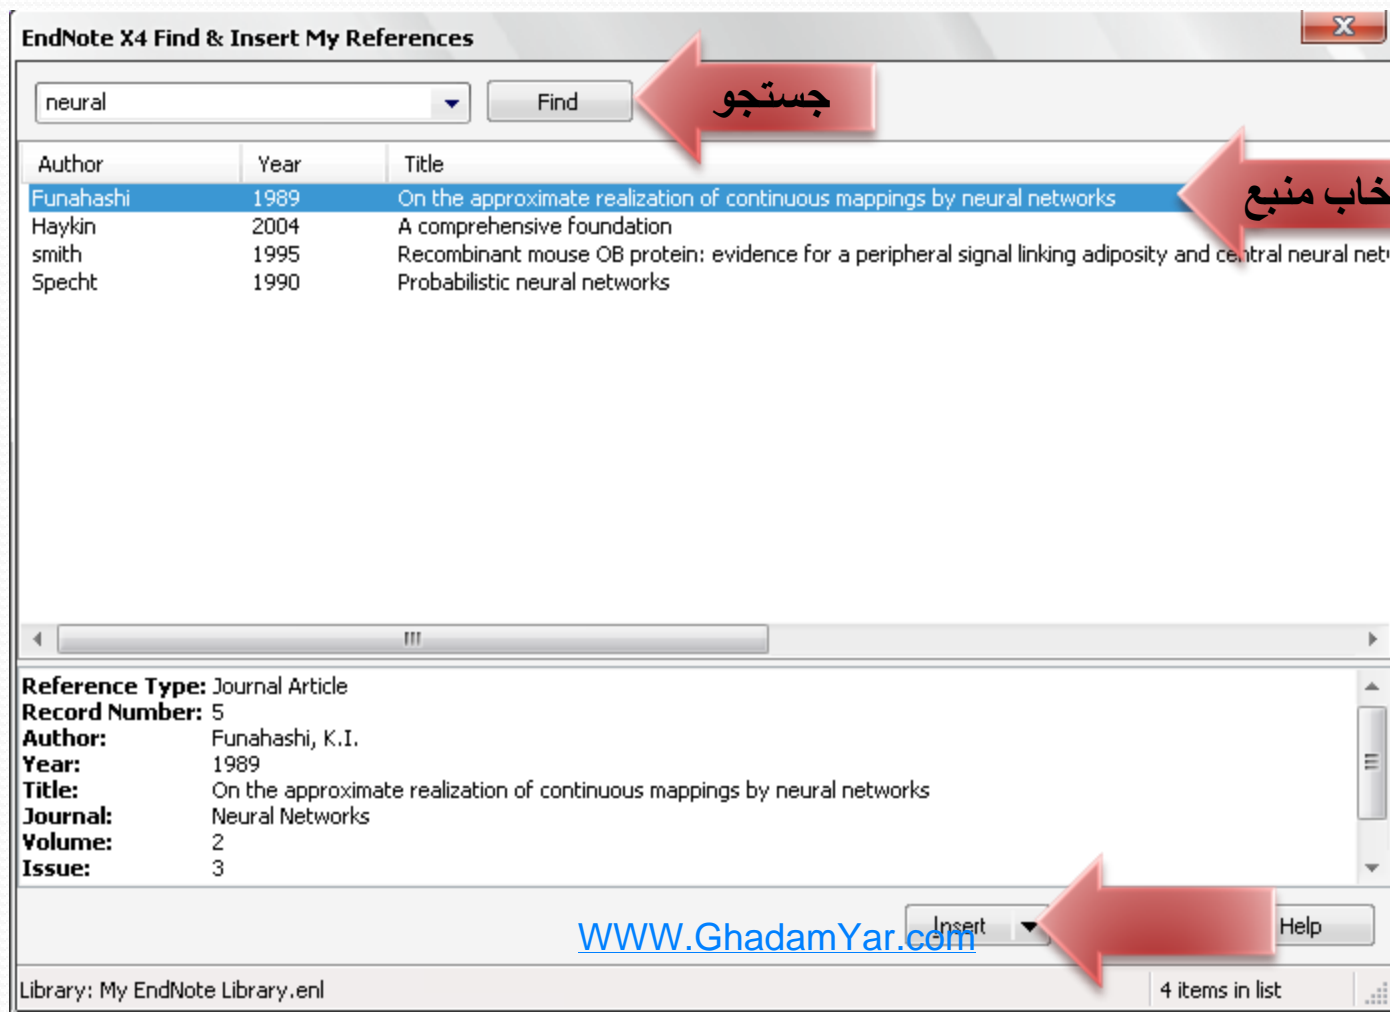 EndNote X4 Find & Insert My References
neural Find جستجو
Author Year Title
Funahashi 1989 On the approximate realization of continuous mappings by neural networks
خاب منبع
Haykin 2004 A comprehensive foundation
smith 1995 Recombinant mouse OB protein: evidence for a peripheral signal linking adiposity and central neural net
Specht 1990 Probabilistic neural networks
Reference Type: Journal Article
Record Number: 5
Author: Funahashi, K.I.
Year: 1989
Title: On the approximate realization of continuous mappings by neural networks
Journal: Neural Networks
Volume: 2
Issue: 3
Insert Help
WWW.GhadamYar.com
Library: My EndNote Library.enl 4 items in list